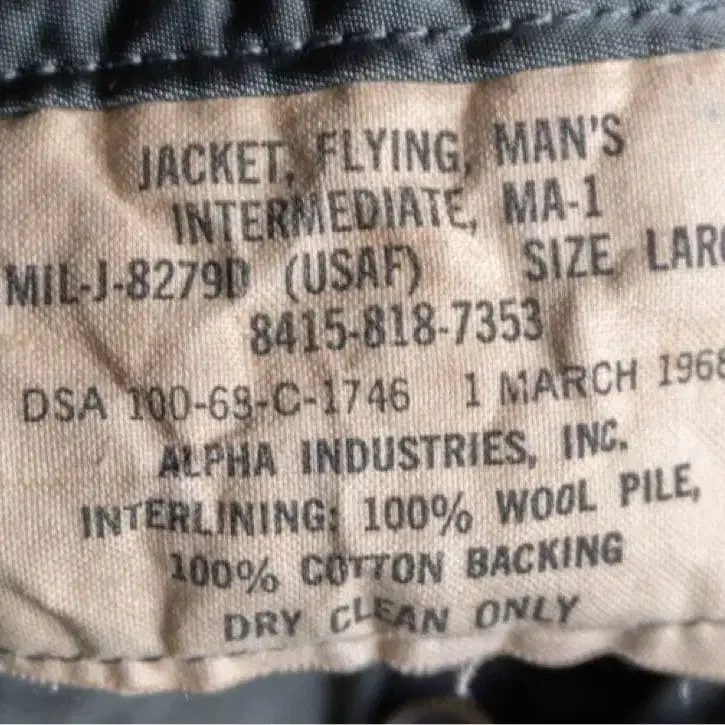 JACKET, FLYING, MAN'S
INTERMEDIATE, MA-1
MIL-J-8279D (USAF) SIZE LARG
8415-818-7353
DSA 100-68-C-1746 1 MARCH 1968
ALPHA INDUSTRIES, INC.
INTERLINING: 100% WOOL PILE,
100% COTTON BACKING
DRY CLEAN ONLY